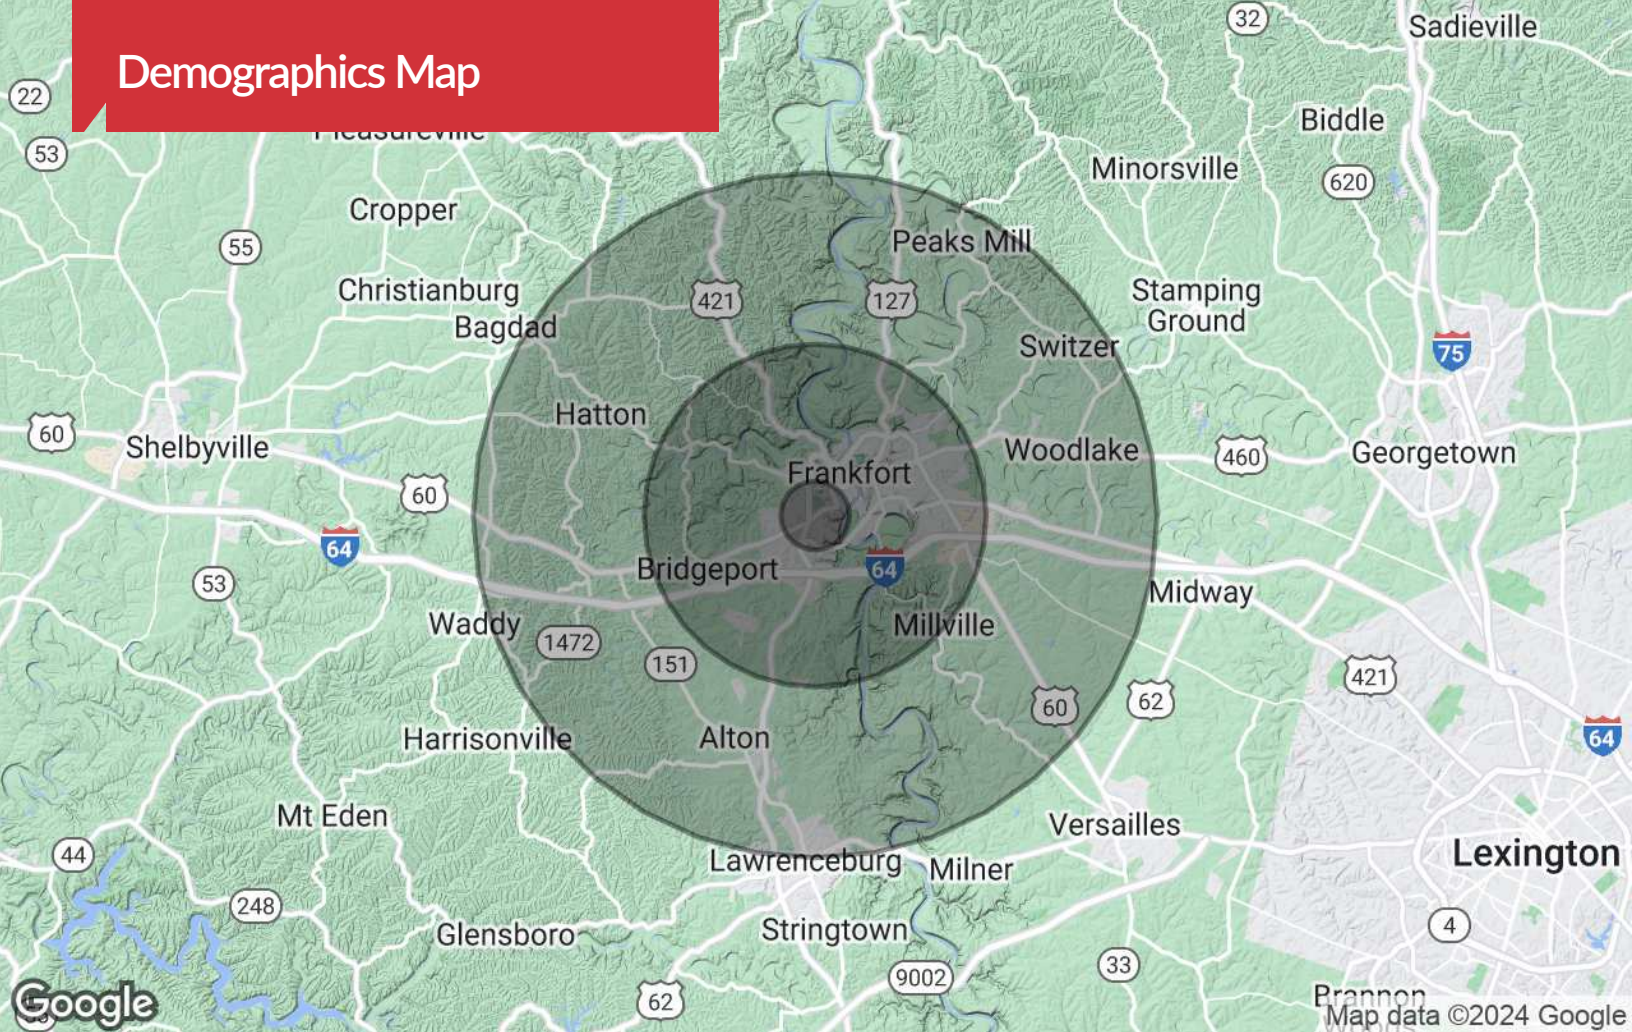 Demographics Map
32
Sadieville
22
Pleasureville
Biddle
53
Minorsville
620
Cropper
55
Peaks Mill
Christianburg
421
127
Stamping
Ground
Bagdad
Switzer
75
Hatton
60
Shelbyville
Woodlake
460
Georgetown
Frankfort
60
64
Bridgeport
64
53
Midway
Waddy
1472
Millville
151
421
60
62
Harrisonville
Alton
64
Mt Eden
Versailles
44
Lawrenceburg
Milner
Lexington
248
4
Glensboro
Stringtown
33
9002
62
Brannon
Google
Map data ©2024 Google